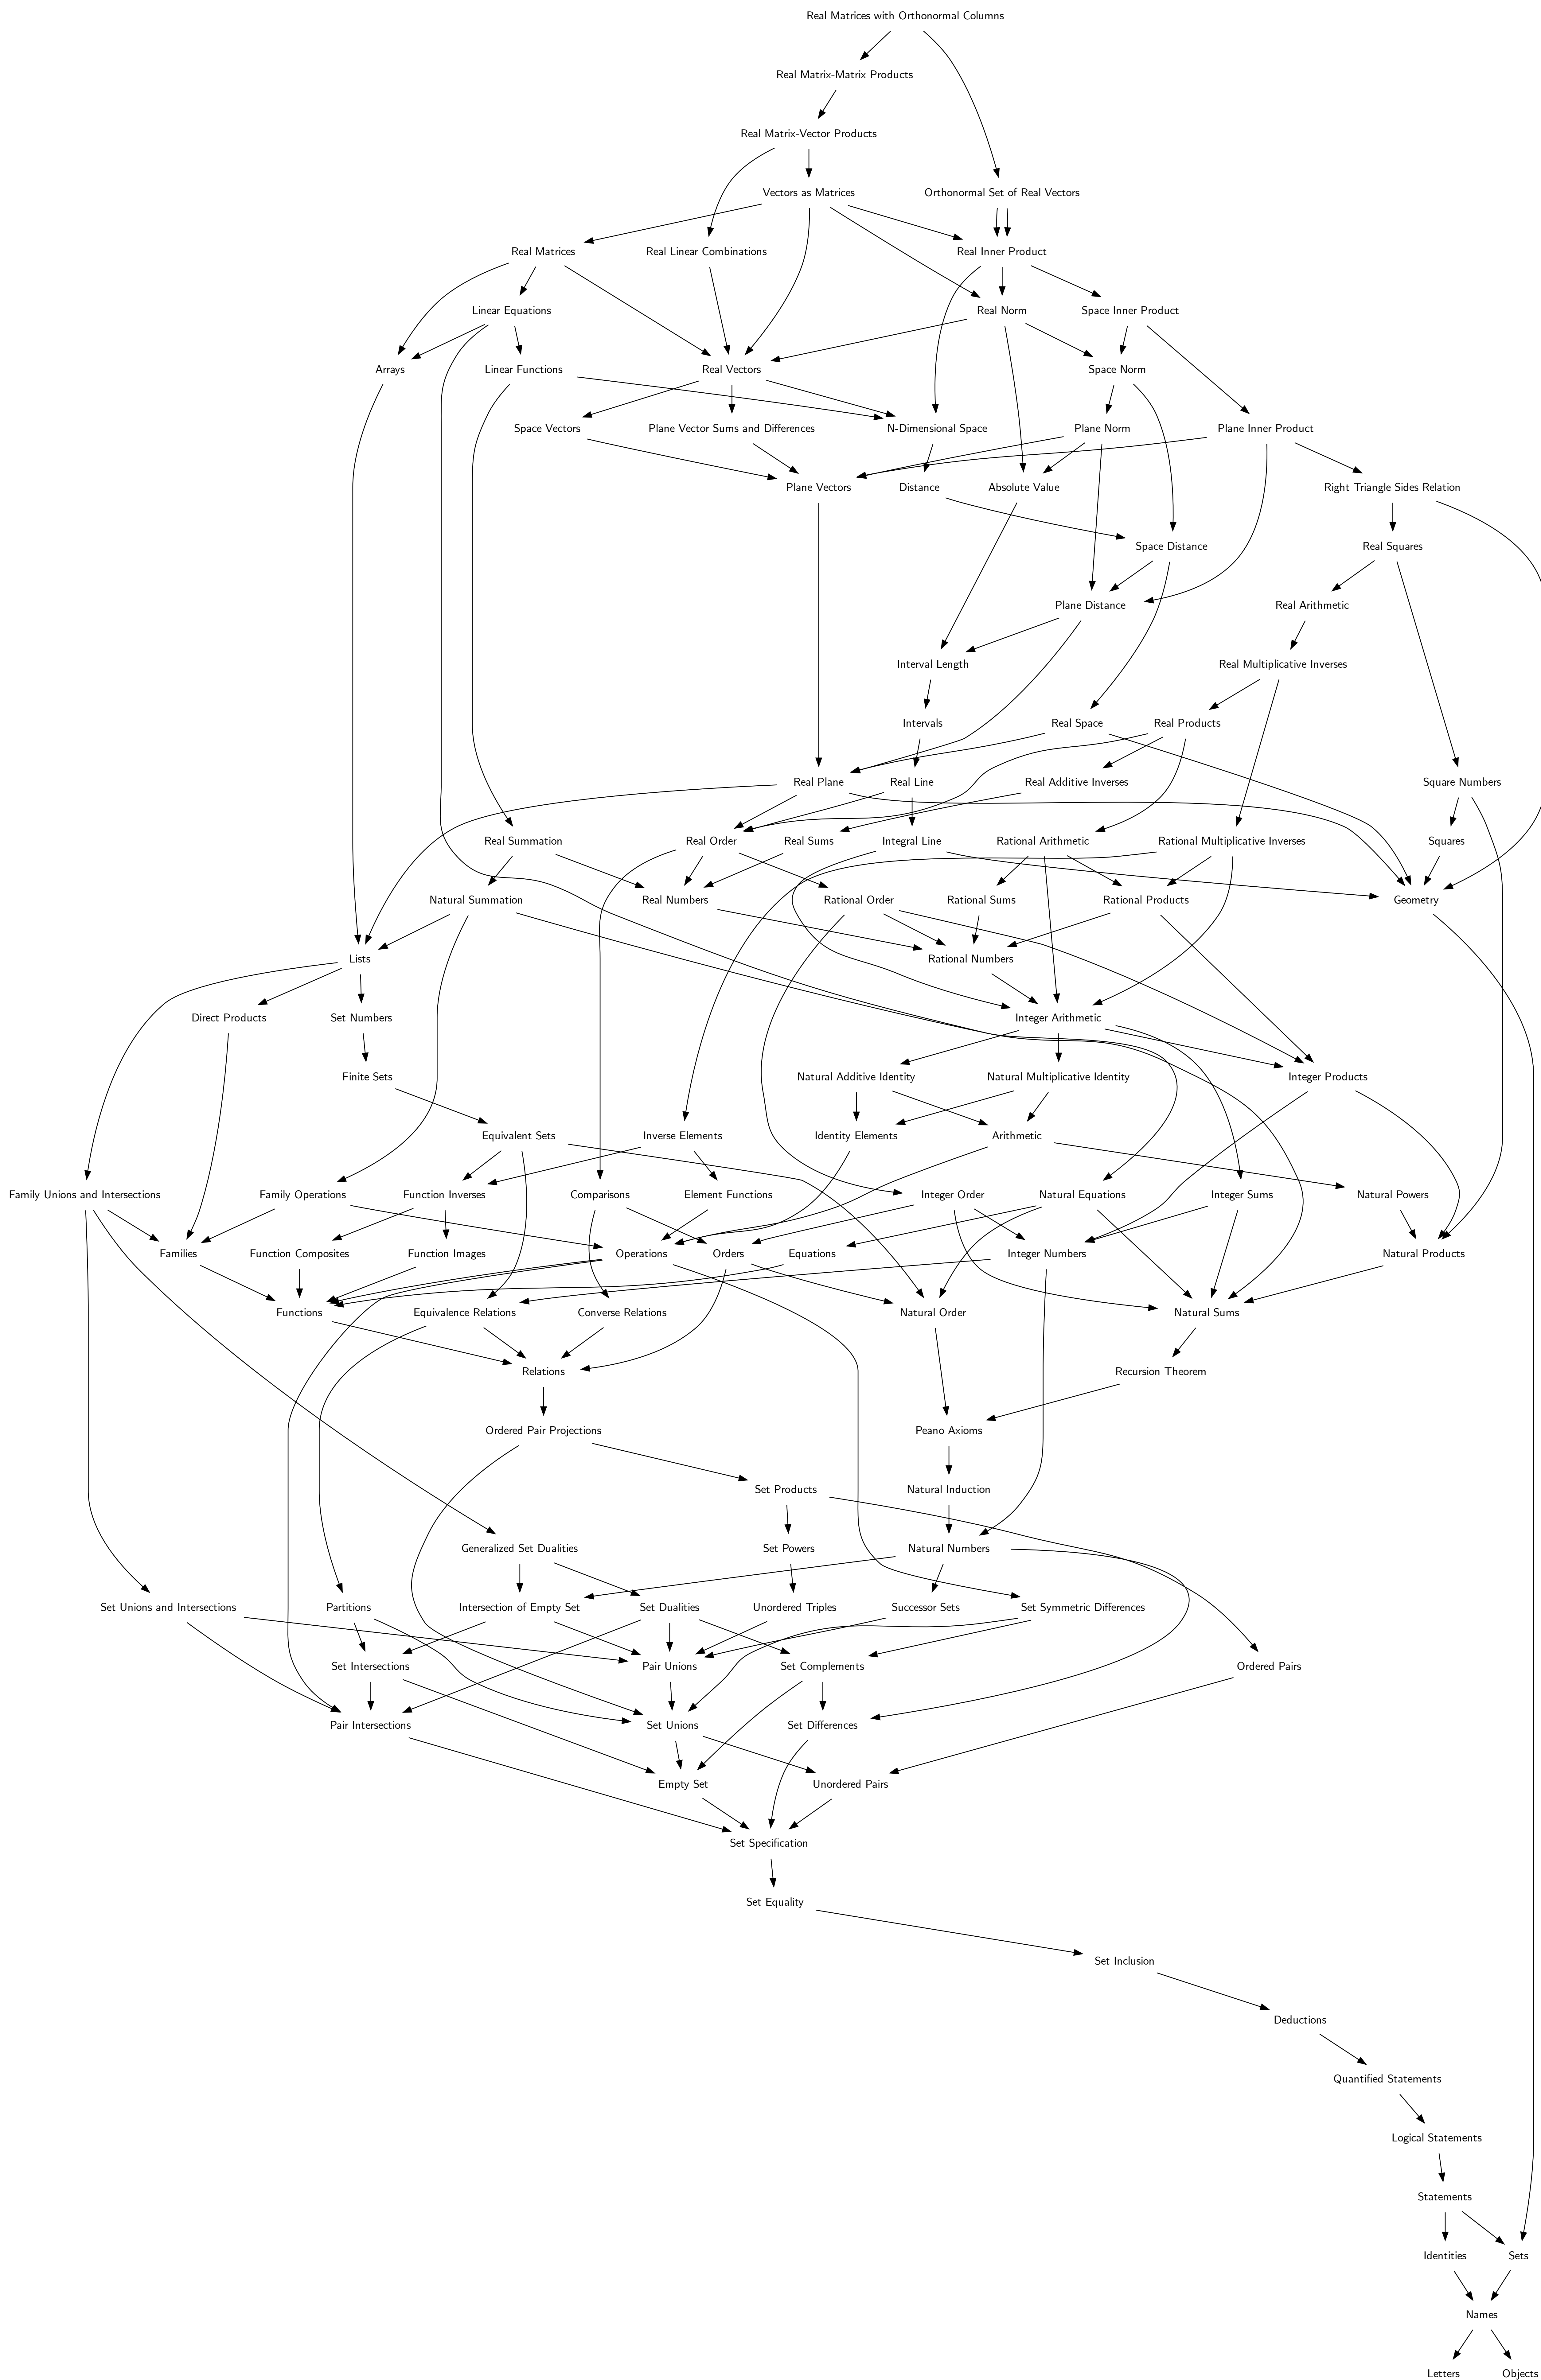 Real Matrices with Orthonormal Columns
Real Matrix-Matrix Products
Real Matrix-Vector Products
Vectors as Matrices
Orthonormal Set of Real Vectors
Real Matrices
Real Linear Combinations
Real Inner Product
Linear Equations
Real Norm
Space Inner Product
Arrays
Linear Functions
Real Vectors
Space Norm
Space Vectors
Plane Vector Sums and Differences
N-Dimensional Space
Plane Norm
Plane Inner Product
Plane Vectors
Distance
Absolute Value
Right Triangle Sides Relation
Space Distance
Real Squares
Plane Distance
Real Arithmetic
Interval Length
Real Multiplicative Inverses
Intervals
Real Space
Real Products
Real Plane
Real Line
Real Additive Inverses
Square Numbers
Real Summation
Real Order
Real Sums
Integral Line
Rational Arithmetic
Rational Multiplicative Inverses
Squares
Natural Summation
Real Numbers
Rational Order
Rational Sums
Rational Products
Geometry
Lists
Rational Numbers
Direct Products
Set Numbers
Integer Arithmetic
Finite Sets
Natural Additive Identity
Natural Multiplicative Identity
Integer Products
Equivalent Sets
Inverse Elements
Identity Elements
Arithmetic
Family Unions and Intersections
Family Operations
Function Inverses
Comparisons
Element Functions
Integer Order
Natural Equations
Integer Sums
Natural Powers
Families
Function Composites
Function Images
Operations
Orders
Equations
Integer Numbers
Natural Products
Functions
Equivalence Relations
Converse Relations
Natural Order
Natural Sums
Relations
Recursion Theorem
Ordered Pair Projections
Peano Axioms
Set Products
Natural Induction
Generalized Set Dualities
Set Powers
Natural Numbers
Set Unions and Intersections
Partitions
Intersection of Empty Set
Set Dualities
Unordered Triples
Successor Sets
Set Symmetric Differences
Set Intersections
Pair Unions
Set Complements
Ordered Pairs
Pair Intersections
Set Unions
Set Differences
Empty Set
Unordered Pairs
Set Specification
Set Equality
Set Inclusion
Deductions
Quantified Statements
Logical Statements
Statements
Identities
Sets
Names
Letters
Objects